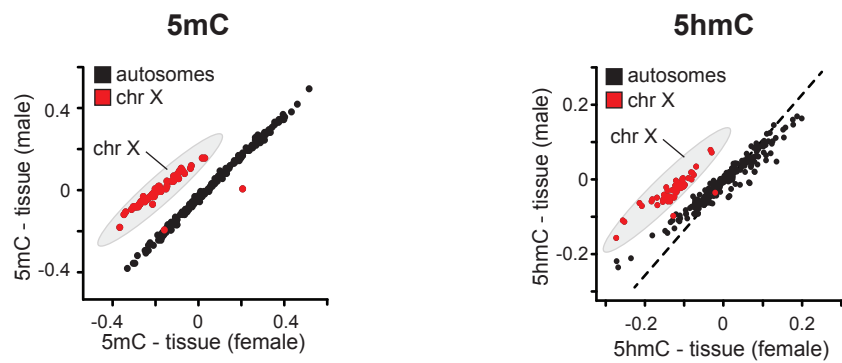 5mC
autosomes
chr X
chr X
5mC - tissue (male)
0.4
0
-0.4
-0.4
0
0.4
5mC - tissue (female)
5hmC
autosomes
chr X
chr X
5hmC - tissue (male)
0.2
0
-0.2
-0.2
0
0.2
5hmC - tissue (female)